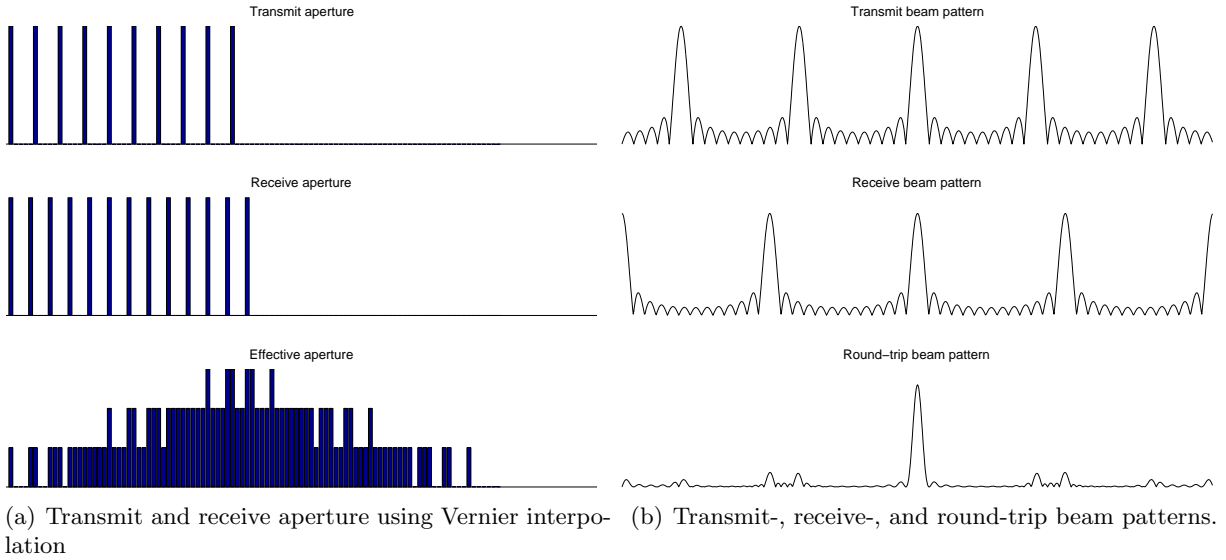 Transmit aperture
Receive aperture
Effective aperture
(a) Transmit and receive aperture using Vernier interpo-
lation
Transmit beam pattern
Receive beam pattern
Round−trip beam pattern
(b) Transmit-, receive-, and round-trip beam patterns.